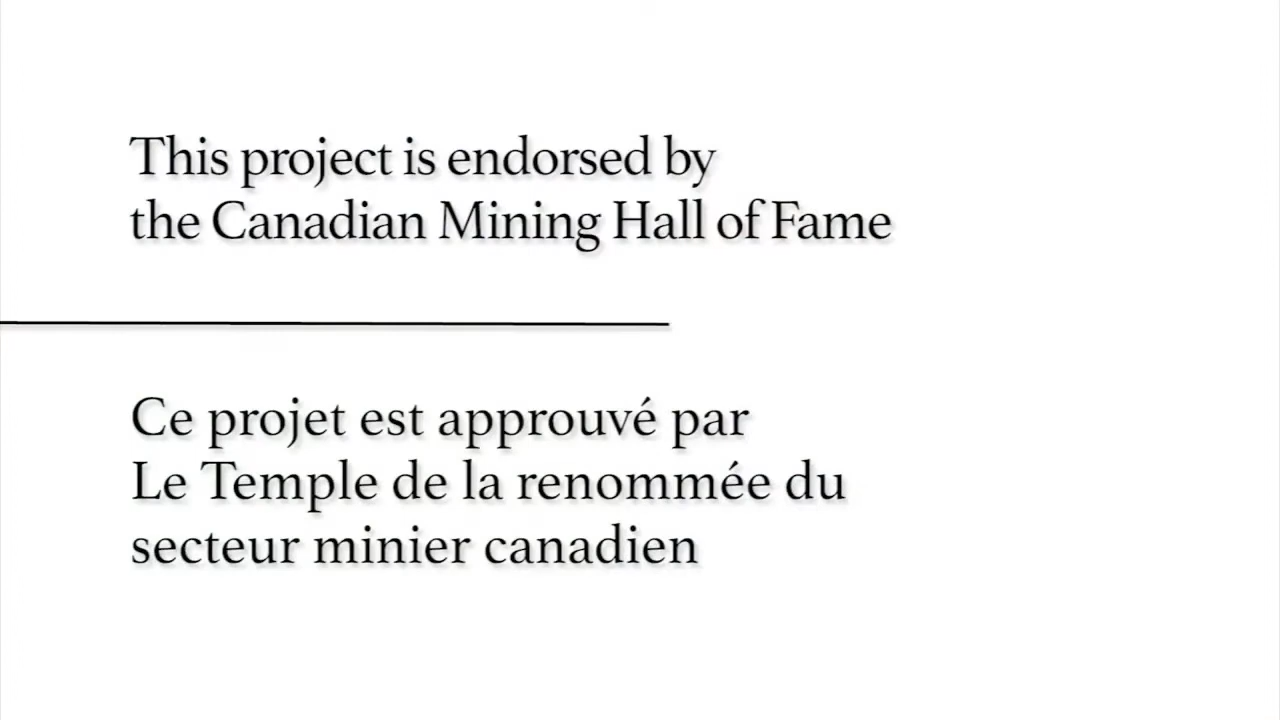 This project is endorsed by
the Canadian Mining Hall of Fame
Ce projet est approuvé par
Le Temple de la renommée du
secteur minier canadien